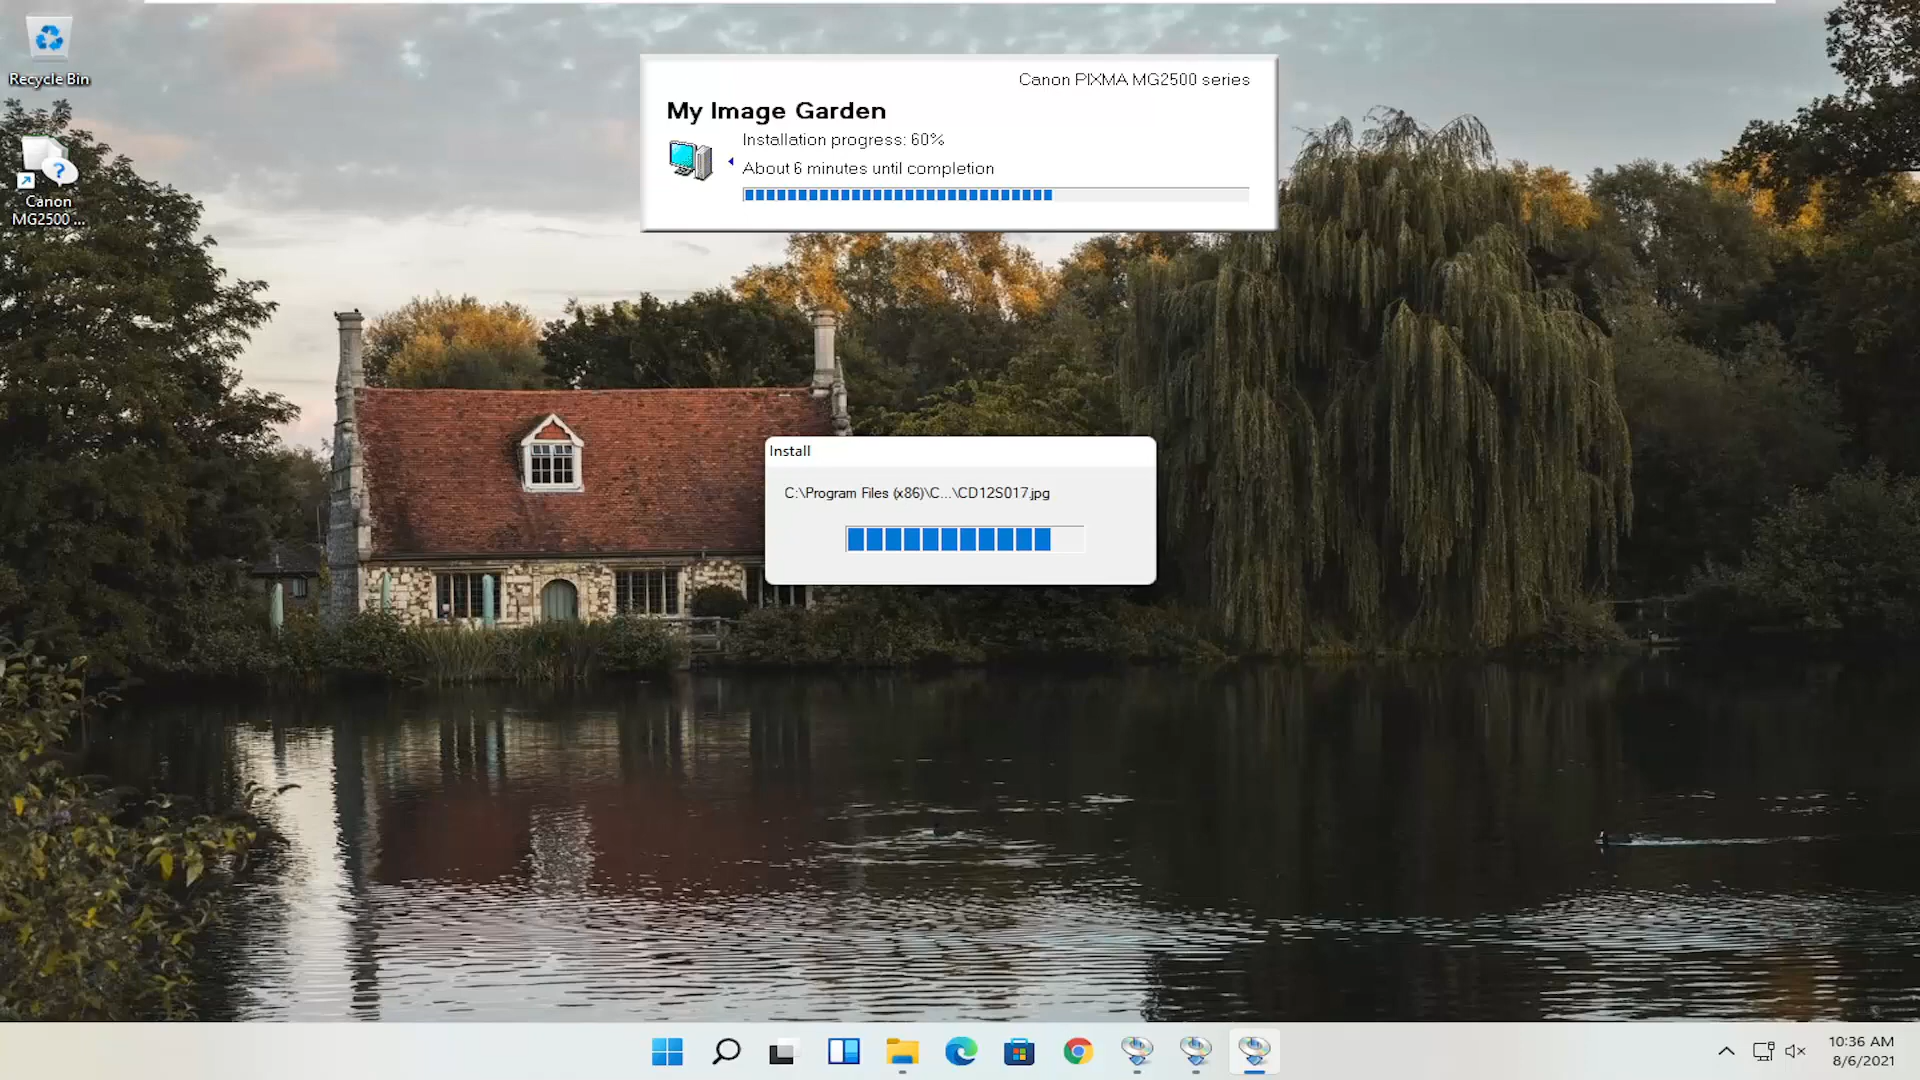 Recycle Bin
Canon
MG2500 ...
Canon PIXMA MG2500 series
My Image Garden
Installation progress: 60%
About 6 minutes until completion
Install
C:\Program Files (x86)\C...\CD12S017.jpg
10:36 AM
8/6/2021